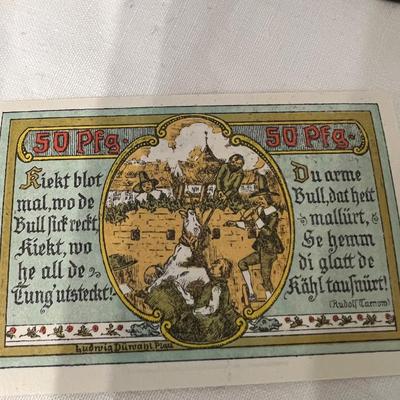 50 Pfg. 50 Pfg.
Kiekt blot
mal, wo de
Bull sick reckt,
Kiekt, wo
he all de
Tung'utsteckt!
Du arme
Bull, dat hett
mallürt,
Se hemm
di glatt de
Kähl tausnürt!
(Rudolf Tarnow)
Ludwig Düwahl Plau